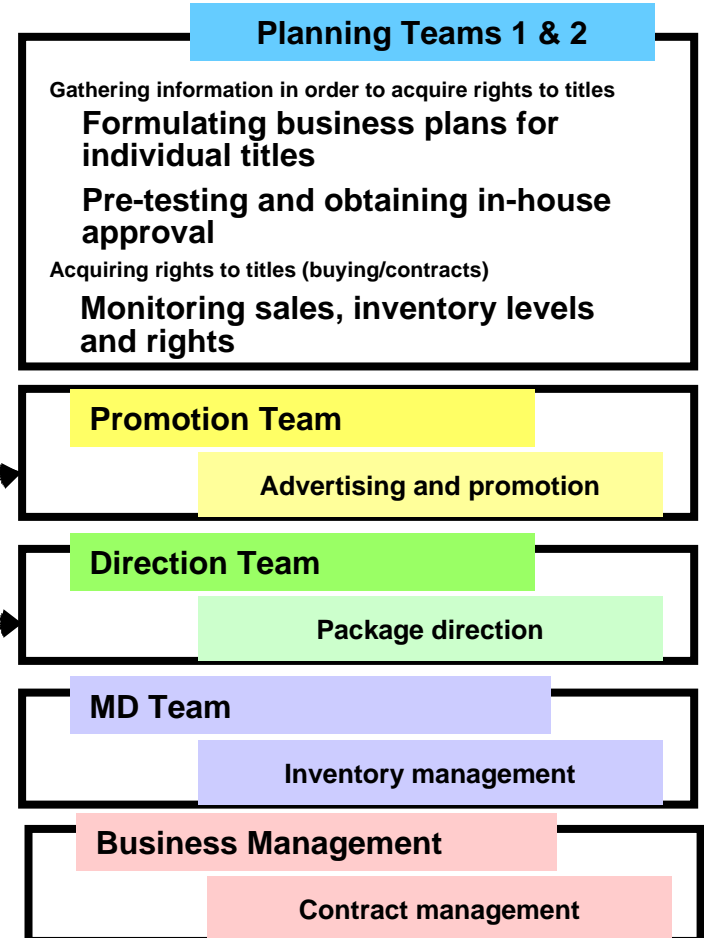 Planning Teams 1 & 2
Gathering information in order to acquire rights to titles
Formulating business plans for
individual titles
Pre-testing and obtaining in-house
approval
Acquiring rights to titles (buying/contracts)
Monitoring sales, inventory levels
and rights
Promotion Team
Advertising and promotion
Direction Team
Package direction
MD Team
Inventory management
Business Management
Contract management